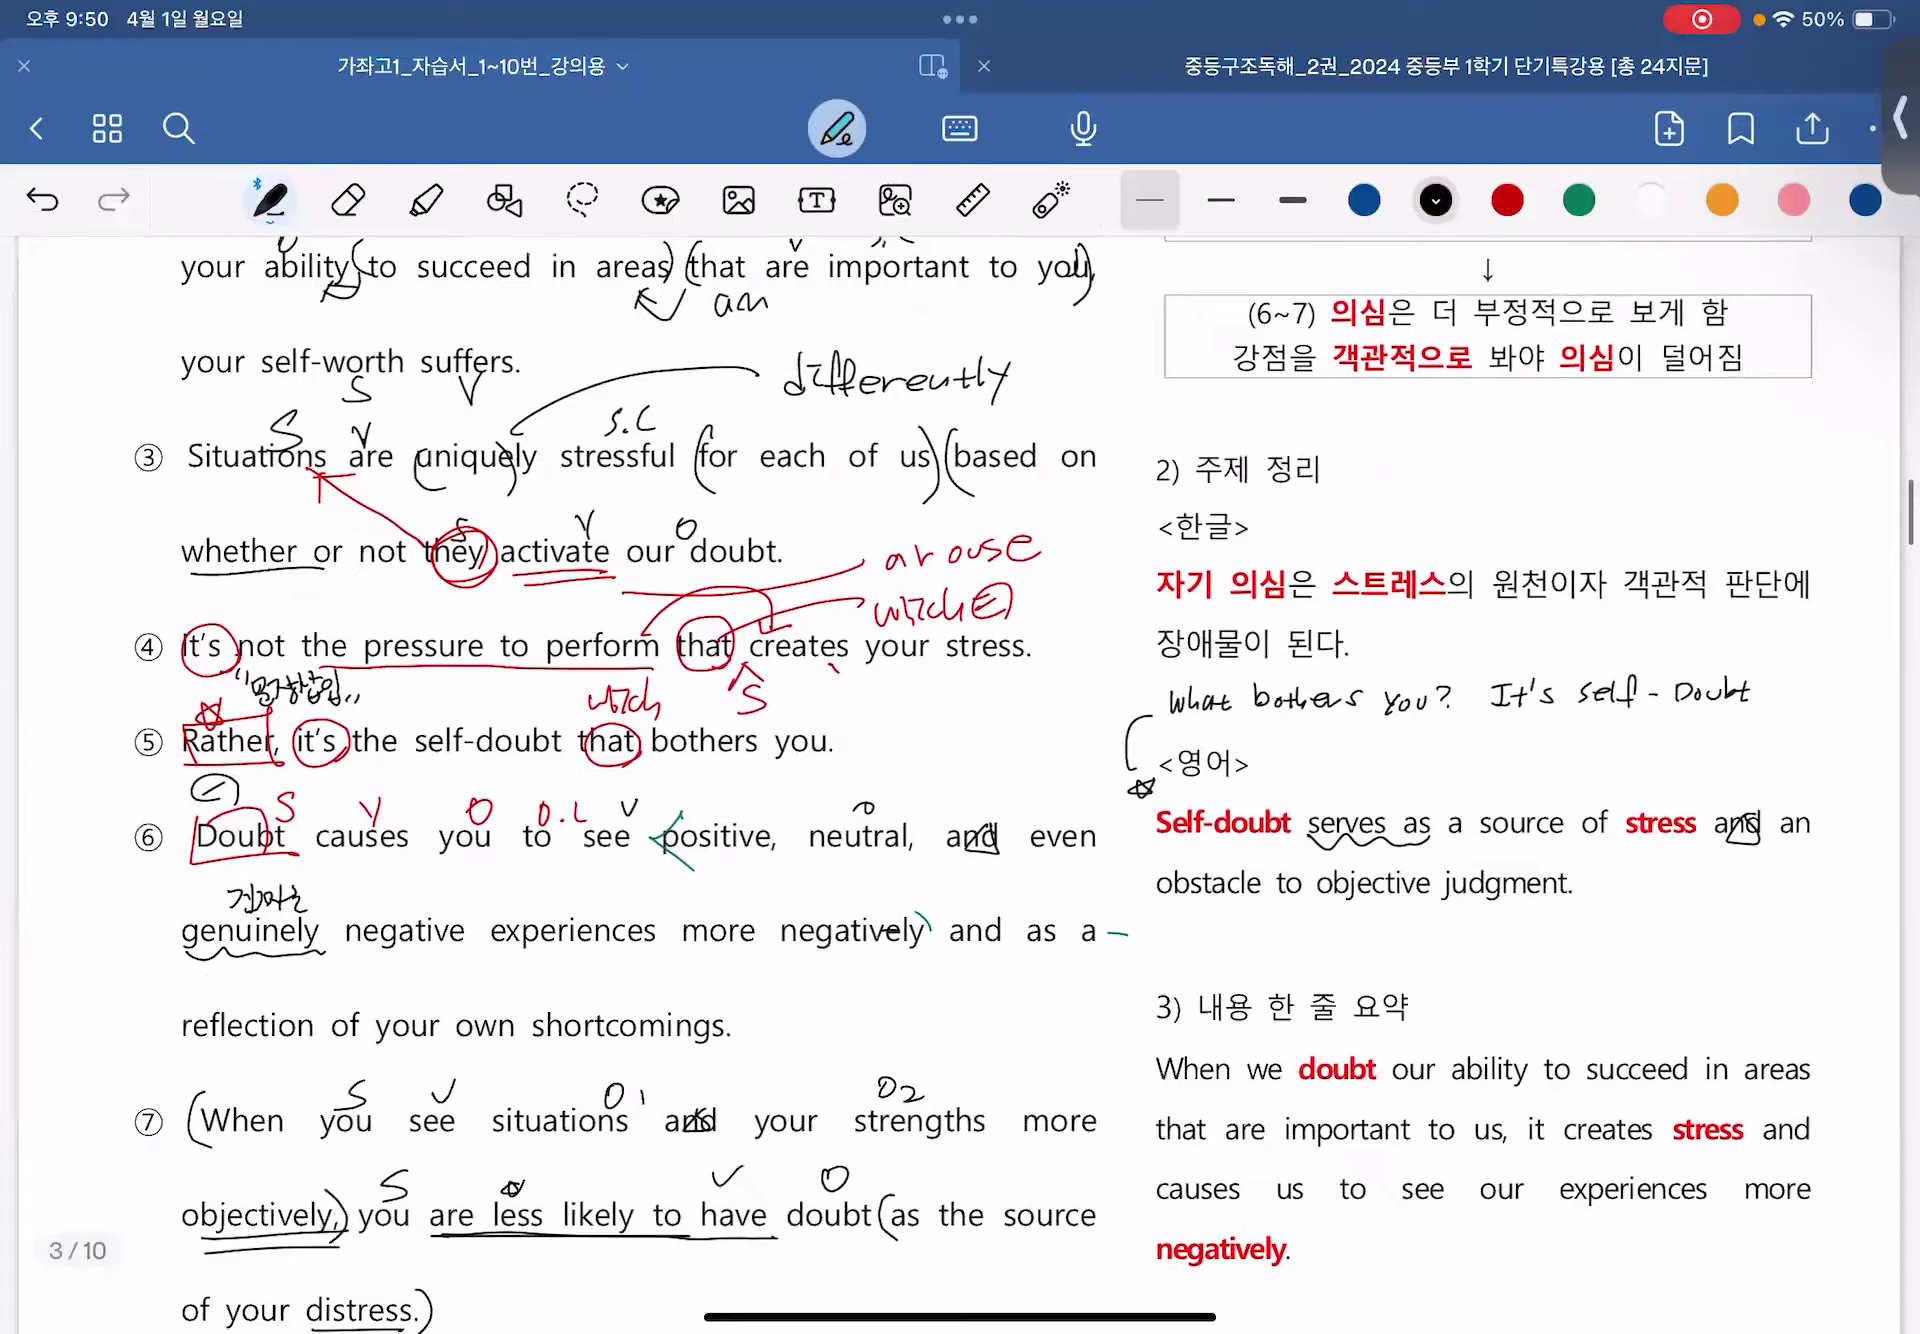 오후 9:50 4월 1일 월요일
50%
가좌고1_자습서_1~10번_강의용
중등구조독해_2권_2024 중등부 1학기 단기특강용 [총 24지문]
your ability to succeed in areas (that are important to you,
am
your self-worth suffers.
S V
differently
S V S.C
③ Situations are (uniquely) stressful (for each of us) (based on
S V O
whether or not they activate our doubt.
arouse
④ It's not the pressure to perform that creates your stress.
which S
⑤ Rather, it's the self-doubt that bothers you.
S V O O.C V
⑥ Doubt causes you to see positive, neutral, and even
genuinely negative experiences more negatively and as a
reflection of your own shortcomings.
S V O1 O2
⑦ (When you see situations and your strengths more
S V O
objectively,) you are less likely to have doubt (as the source
of your distress.)
3 / 10
↓
(6~7) 의심은 더 부정적으로 보게 함
강점을 객관적으로 봐야 의심이 덜어짐
2) 주제 정리
<한글>
자기 의심은 스트레스의 원천이자 객관적 판단에
장애물이 된다.
What bothers you? It's self-Doubt
<영어>
Self-doubt serves as a source of stress and an
obstacle to objective judgment.
3) 내용 한 줄 요약
When we doubt our ability to succeed in areas
that are important to us, it creates stress and
causes us to see our experiences more
negatively.